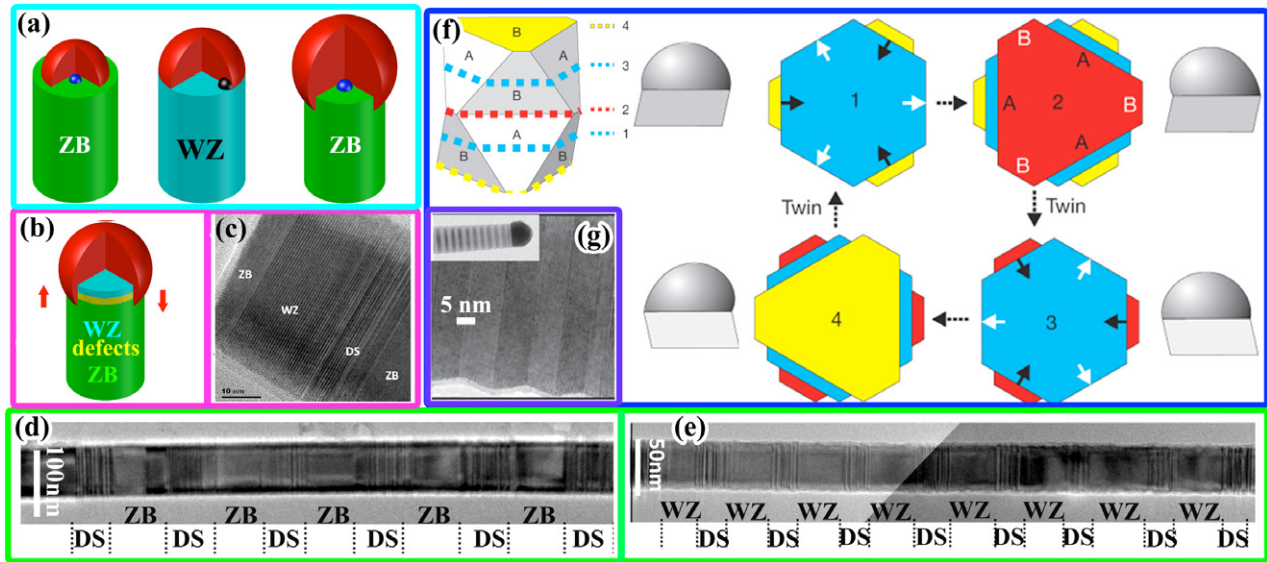 (a)
ZB
WZ
ZB
(b)
WZ
defects
ZB
(c)
ZB
WZ
DS
ZB
10 nm
(f)
B
A
A
B
A
B
B
4
3
2
1
1
B
A
A
B
2
A
B
Twin
Twin
4
3
(g)
5 nm
(d)
100nm
ZB
ZB
ZB
ZB
ZB
DS
DS
DS
DS
DS
DS
(e)
50nm
WZ
WZ
WZ
WZ
WZ
WZ
WZ
DS
DS
DS
DS
DS
DS
DS
DS